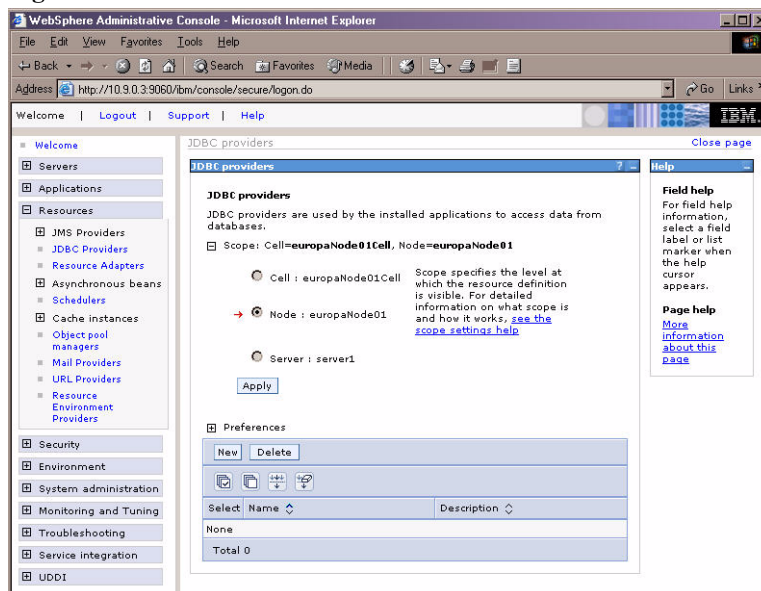 WebSphere Administrative Console - Microsoft Internet Explorer
File Edit View Favorites Tools Help
Back Search Favorites Media
Address http://10.9.0.3:9060/ibm/console/secure/logon.do Go Links
Welcome | Logout | Support | Help IBM.
Welcome
Servers
Applications
Resources
JMS Providers
JDBC Providers
Resource Adapters
Asynchronous beans
Schedulers
Cache instances
Object pool
managers
Mail Providers
URL Providers
Resource
Environment
Providers
Security
Environment
System administration
Monitoring and Tuning
Troubleshooting
Service integration
UDDI
JDBC providers Close page
JDBC providers ? –
JDBC providers
JDBC providers are used by the installed applications to access data from
databases.
Scope: Cell=europaNode01Cell, Node=europaNode01
Cell : europaNode01Cell
Node : europaNode01
Server : server1
Scope specifies the level at
which the resource definition
is visible. For detailed
information on what scope is
and how it works, see the
scope settings help
Apply
Preferences
New Delete
Select Name Description
None
Total 0
Help –
Field help
For field help
information,
select a field
label or list
marker when
the help
cursor
appears.
Page help
More
information
about this
page